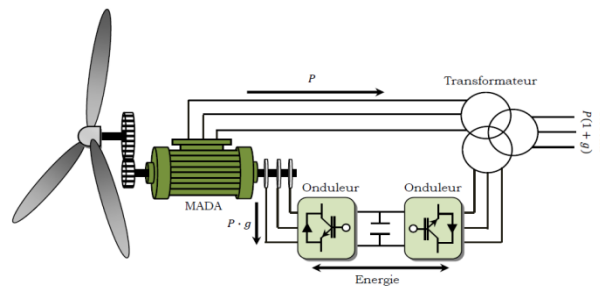 P
Transformateur
P(1 + g)
MADA
Onduleur
Onduleur
P · g
Energie